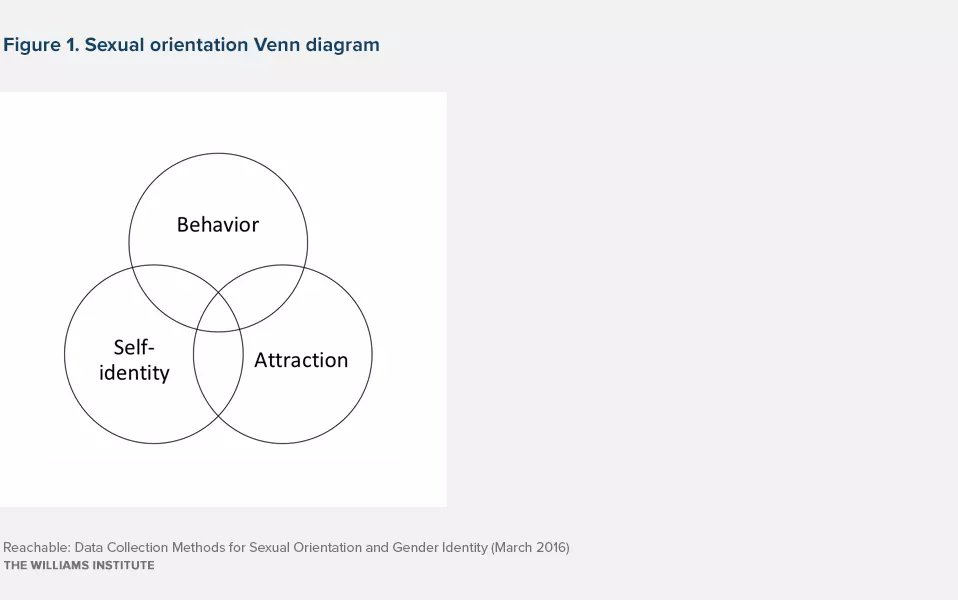 Figure 1. Sexual orientation Venn diagram
Behavior
Self-
identity
Attraction
Reachable: Data Collection Methods for Sexual Orientation and Gender Identity (March 2016)
THE WILLIAMS INSTITUTE